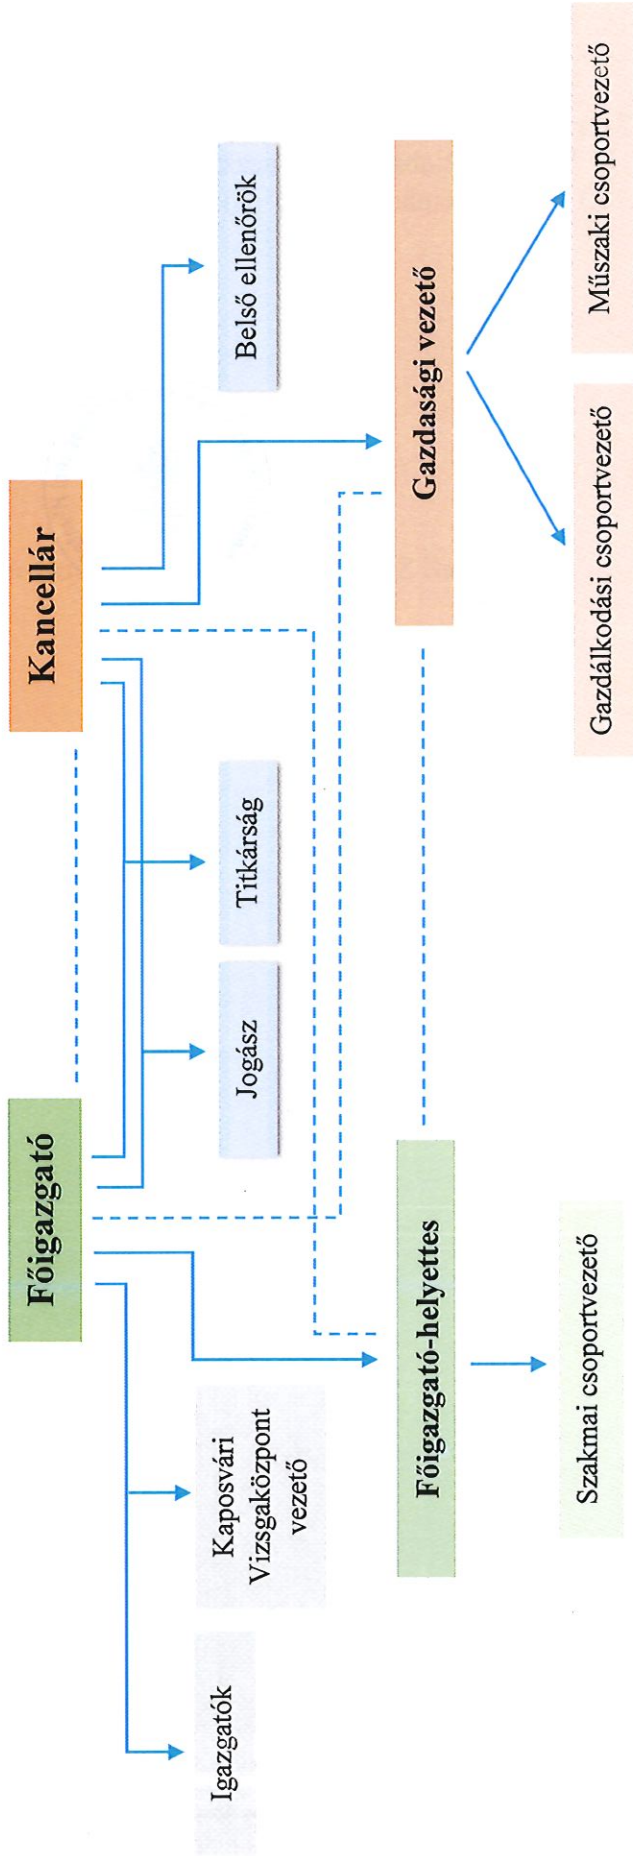 Főigazgató
Kancellár
Igazgatók
Kaposvári
Vizsgaközpont
vezető
Jogász
Titkárság
Belső ellenőrök
Főigazgató-helyettes
Gazdasági vezető
Szakmai csoportvezető
Gazdálkodási csoportvezető
Műszaki csoportvezető